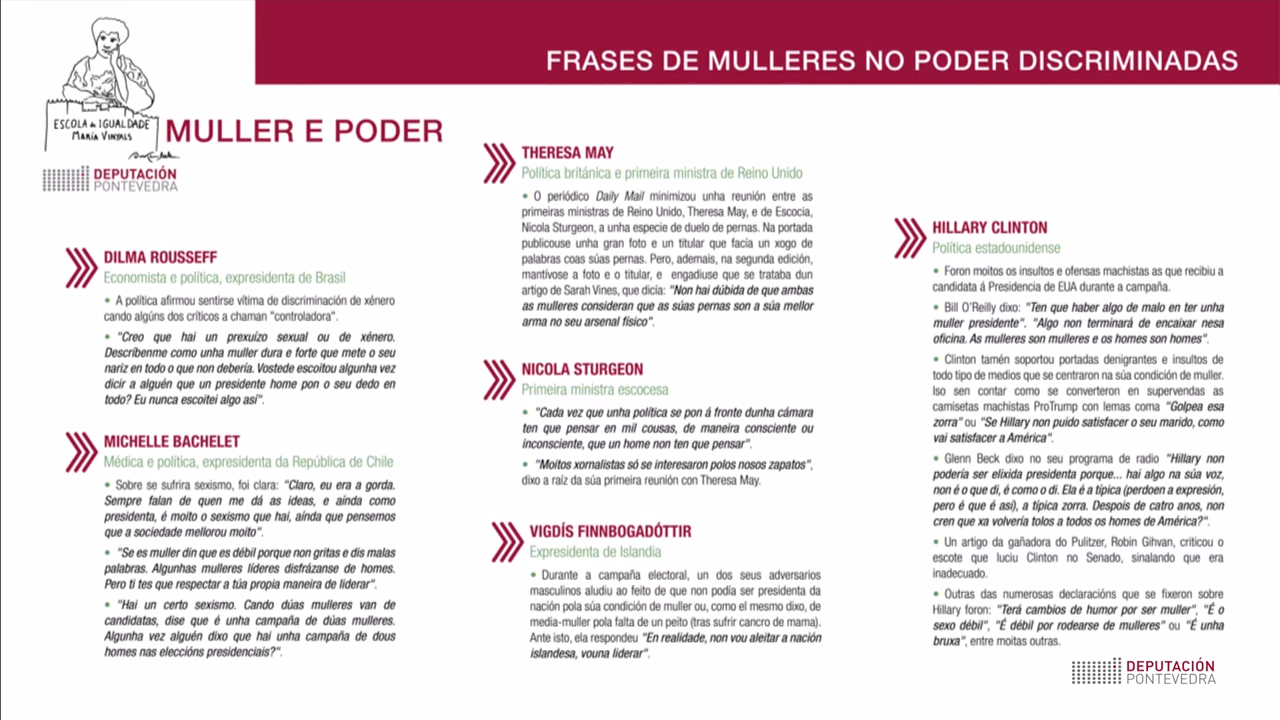 FRASES DE MULLERES NO PODER DISCRIMINADAS
ESCOLA de IGUALDADE
MARÍA VINYALS
MULLER E PODER
DEPUTACIÓN
PONTEVEDRA
DILMA ROUSSEFF
Economista e política, expresidenta de Brasil
• A política afirmou sentirse vítima de discriminación de xénero
cando algúns dos críticos a chaman "controladora".
• "Creo que hai un prexuízo sexual ou de xénero.
Descríbenme como unha muller dura e forte que mete o seu
nariz en todo o que non debería. Vostede escoitou algunha vez
dicir a alguén que un presidente home pon o seu dedo en
todo? Eu nunca escoitei algo así".
MICHELLE BACHELET
Médica e política, expresidenta da República de Chile
• Sobre se sufrira sexismo, foi clara: "Claro, eu era a gorda.
Sempre falan de quen me dá as ideas, e aínda como
presidenta, é moito o sexismo que hai, aínda que pensemos
que a sociedade mellorou moito".
• "Se es muller din que es débil porque non gritas e dis malas
palabras. Algunhas mulleres líderes disfrázanse de homes.
Pero ti tes que respectar a túa propia maneira de liderar".
• "Hai un certo sexismo. Cando dúas mulleres van de
candidatas, dise que é unha campaña de dúas mulleres.
Algunha vez alguén dixo que hai unha campaña de dous
homes nas eleccións presidenciais?".
THERESA MAY
Política británica e primeira ministra de Reino Unido
• O periódico Daily Mail minimizou unha reunión entre as
primeiras ministras de Reino Unido, Theresa May, e de Escocia,
Nicola Sturgeon, a unha especie de duelo de pernas. Na portada
publicouse unha gran foto e un titular que facía un xogo de
palabras coas súas pernas. Pero, ademais, na segunda edición,
mantívose a foto e o titular, e engadiuse que se trataba dun
artigo de Sarah Vines, que dicía: "Non hai dúbida de que ambas
as mulleres consideran que as súas pernas son a súa mellor
arma no seu arsenal físico".
NICOLA STURGEON
Primeira ministra escocesa
• "Cada vez que unha política se pon á fronte dunha cámara
ten que pensar en mil cousas, de maneira consciente ou
inconsciente, que un home non ten que pensar".
• "Moitos xornalistas só se interesaron polos nosos zapatos",
dixo a raíz da súa primeira reunión con Theresa May.
VIGDÍS FINNBOGADÓTTIR
Expresidenta de Islandia
• Durante a campaña electoral, un dos seus adversarios
masculinos aludiu ao feito de que non podía ser presidenta da
nación pola súa condición de muller ou, como el mesmo dixo, de
media-muller pola falta de un peito (tras sufrir cancro de mama).
Ante isto, ela respondeu "En realidade, non vou aleitar a nación
islandesa, vouna liderar".
HILLARY CLINTON
Política estadounidense
• Foron moitos os insultos e ofensas machistas as que recibiu a
candidata á Presidencia de EUA durante a campaña.
• Bill O'Reilly dixo: "Ten que haber algo de malo en ter unha
muller presidente". "Algo non terminará de encaixar nesa
oficina. As mulleres son mulleres e os homes son homes".
• Clinton tamén soportou portadas denigrantes e insultos de
todo tipo de medios que se centraron na súa condición de muller.
Iso sen contar como se converteron en supervendas as
camisetas machistas ProTrump con lemas coma "Golpea esa
zorra" ou "Se Hillary non puido satisfacer o seu marido, como
vai satisfacer a América".
• Glenn Beck dixo no seu programa de radio "Hillary non
podería ser elixida presidenta porque... hai algo na súa voz,
non é o que di, é como o di. Ela é a típica (perdoen a expresión,
pero é que é así), a típica zorra. Despois de catro anos, non
cren que xa volvería tolos a todos os homes de América?".
• Un artigo da gañadora do Pulitzer, Robin Gihvan, criticou o
escote que luciu Clinton no Senado, sinalando que era
inadecuado.
• Outras das numerosas declaracións que se fixeron sobre
Hillary foron: "Terá cambios de humor por ser muller", "É o
sexo débil", "É débil por rodearse de mulleres" ou "É unha
bruxa", entre moitas outras.
DEPUTACIÓN
PONTEVEDRA